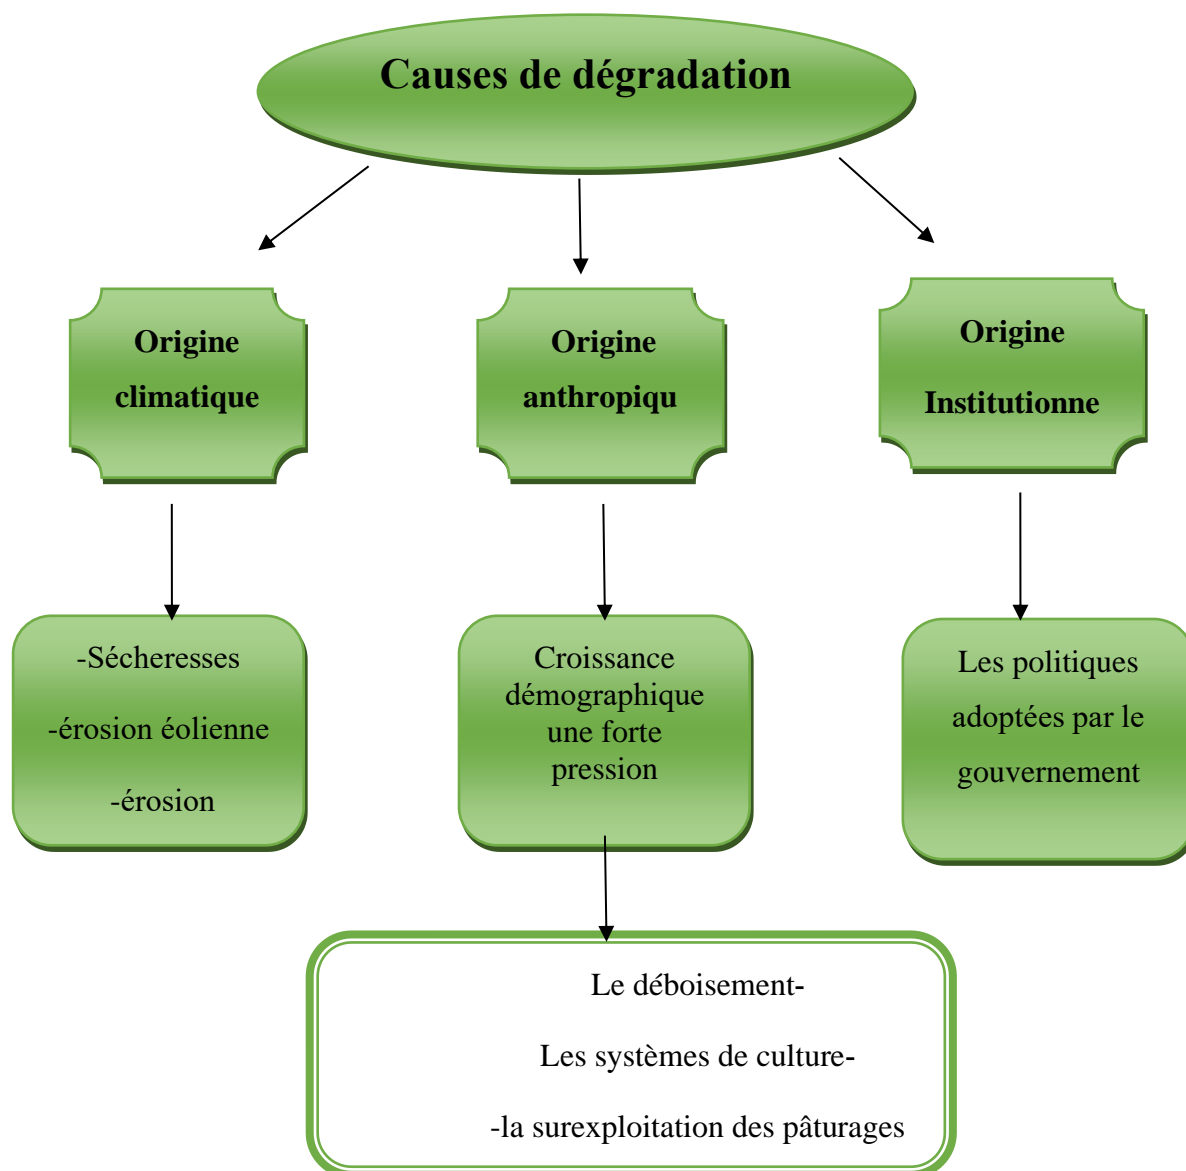 Causes de dégradation
Origine
climatique
Origine
anthropiqu
Origine
Institutionne
-Sécheresses
-érosion éolienne
-érosion
Croissance
démographique
une forte
pression
Les politiques
adoptées par le
gouvernement
Le déboisement-
Les systèmes de culture-
-la surexploitation des pâturages